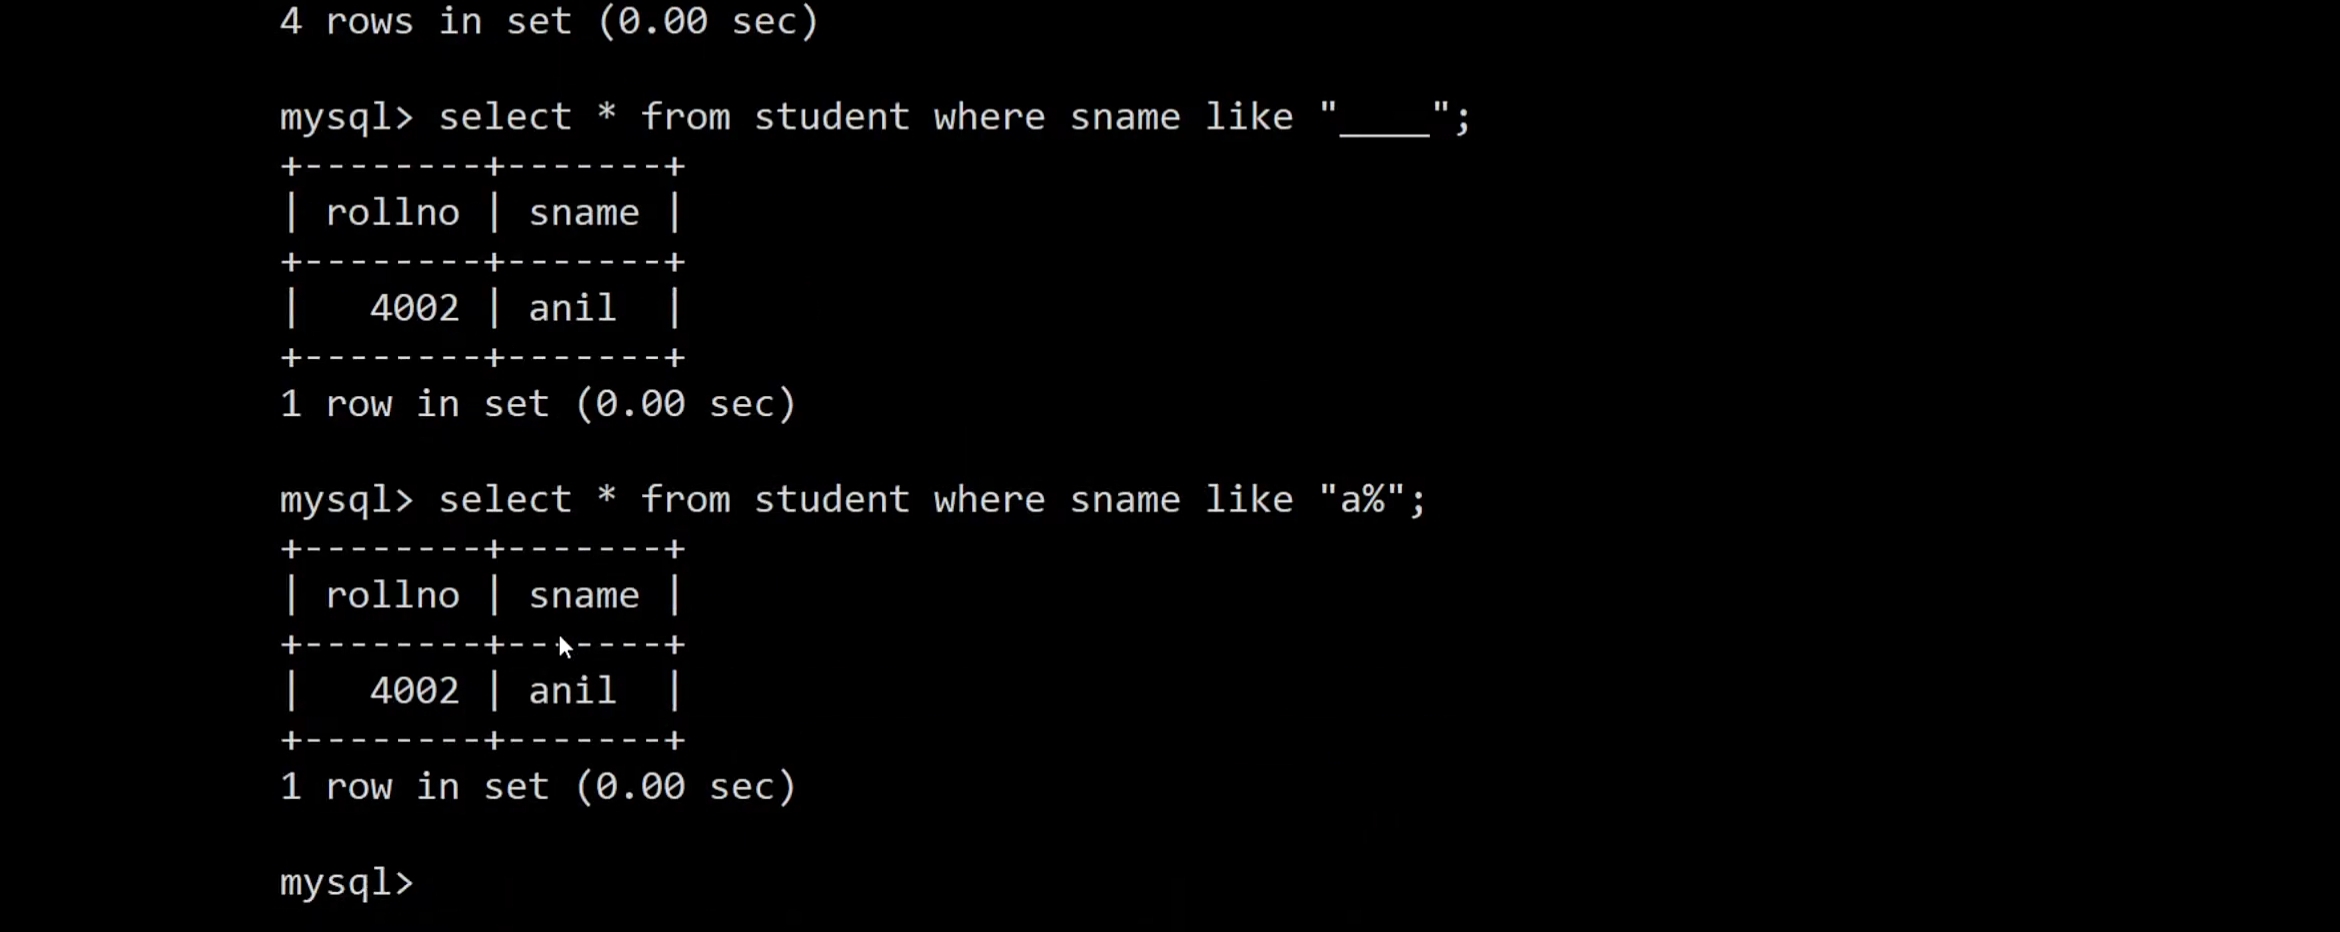 4 rows in set (0.00 sec)
mysql> select * from student where sname like "____";
+--------+-------+
| rollno | sname |
+--------+-------+
|   4002 | anil  |
+--------+-------+
1 row in set (0.00 sec)
mysql> select * from student where sname like "a%";
+--------+-------+
| rollno | sname |
+--------+-------+
|   4002 | anil  |
+--------+-------+
1 row in set (0.00 sec)
mysql>